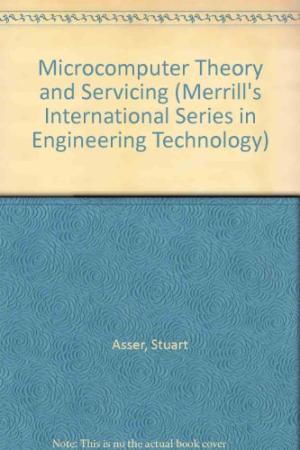 Microcomputer Theory
and Servicing (Merrill's
International Series in
Engineering Technology)
Asser, Stuart
Note: This is no the actual book cover